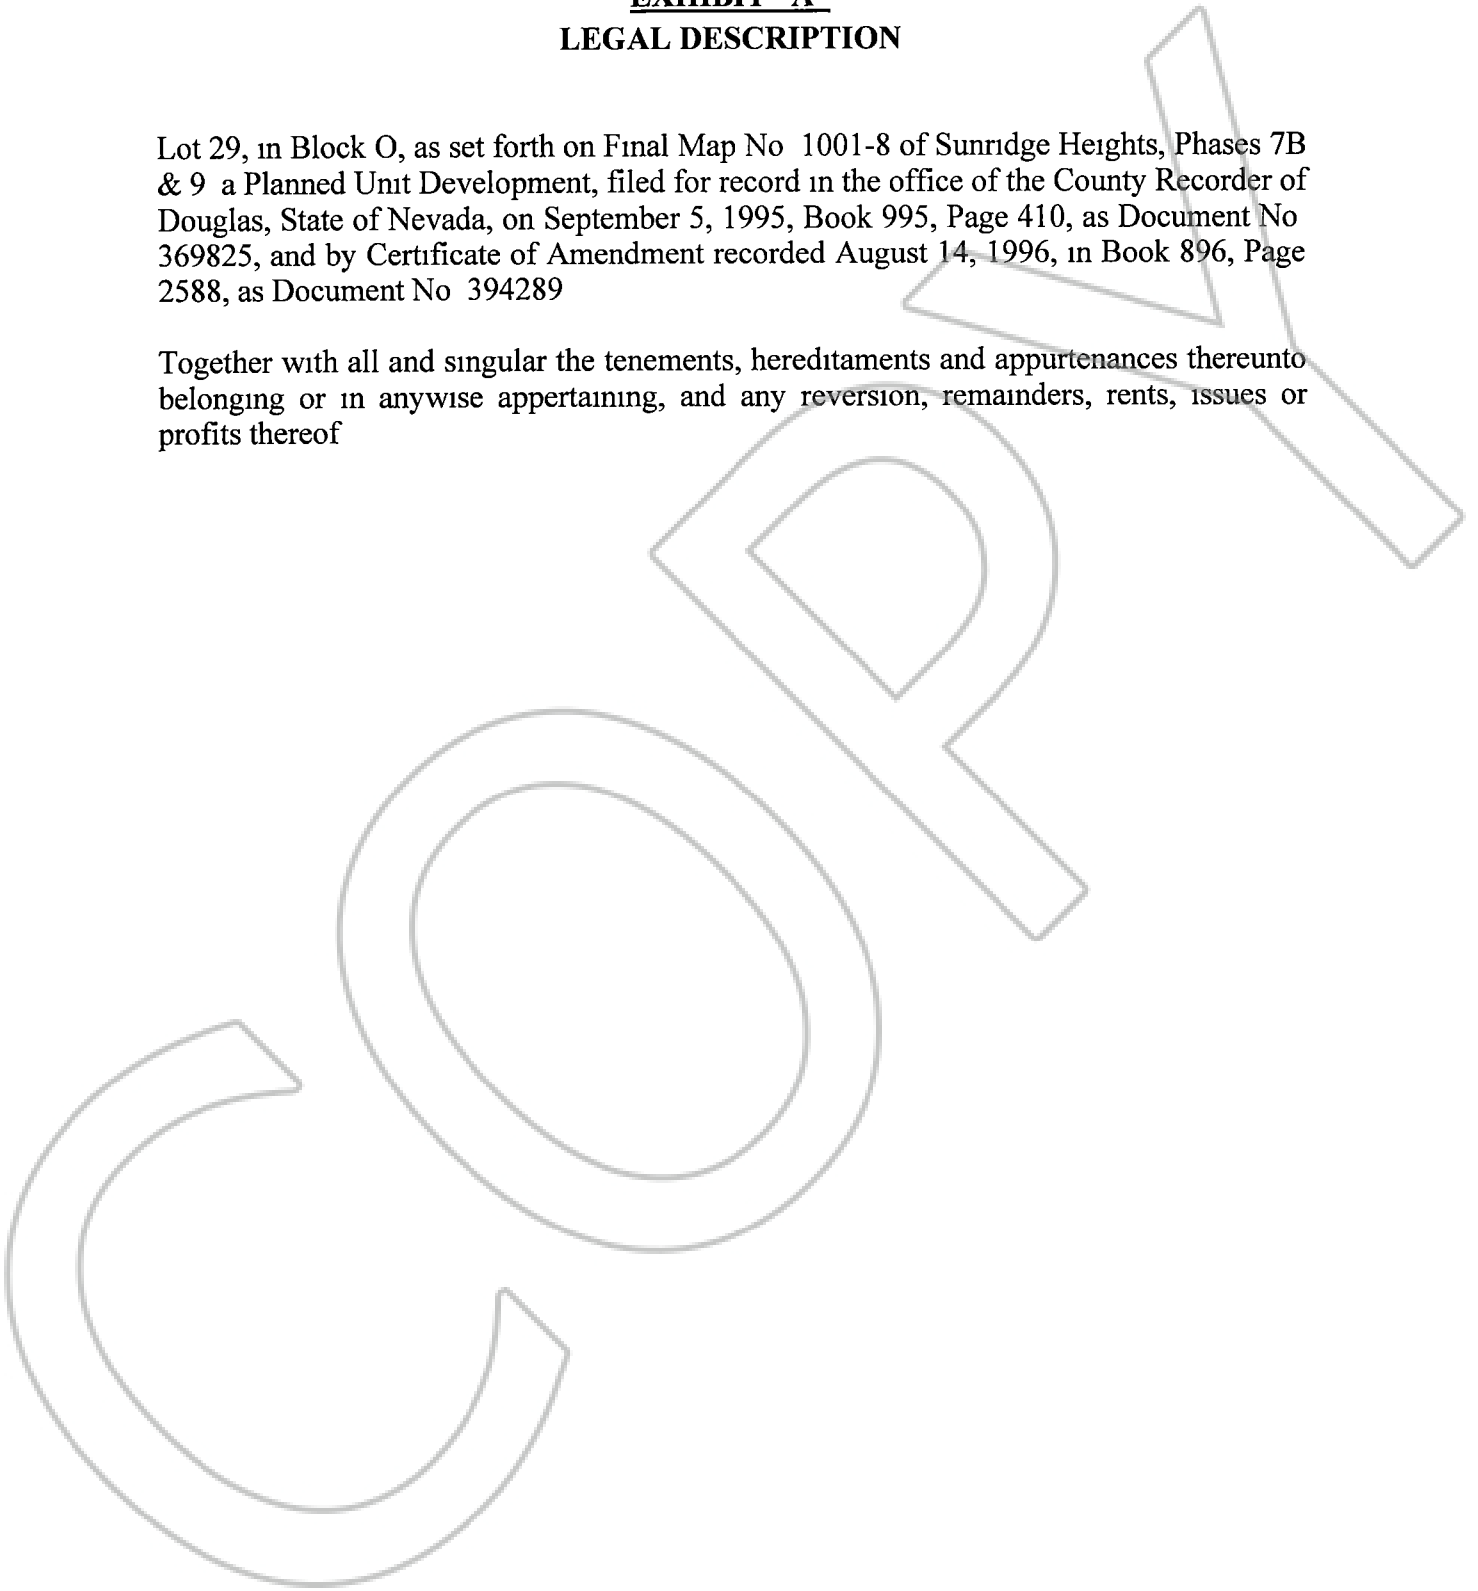 EXHIBIT "A"
LEGAL DESCRIPTION
Lot 29, in Block O, as set forth on Final Map No 1001-8 of Sunridge Heights, Phases 7B
& 9 a Planned Unit Development, filed for record in the office of the County Recorder of
Douglas, State of Nevada, on September 5, 1995, Book 995, Page 410, as Document No
369825, and by Certificate of Amendment recorded August 14, 1996, in Book 896, Page
2588, as Document No 394289
Together with all and singular the tenements, hereditaments and appurtenances thereunto
belonging or in anywise appertaining, and any reversion, remainders, rents, issues or
profits thereof
COPY